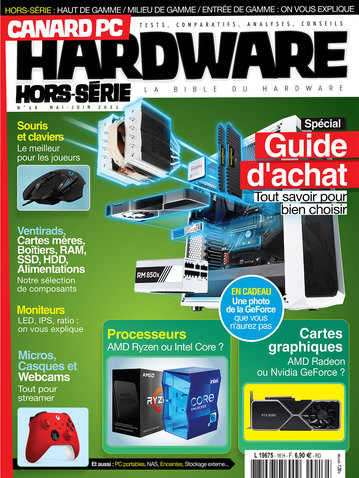 HORS-SÉRIE : HAUT DE GAMME / MILIEU DE GAMME / ENTRÉE DE GAMME : ON VOUS EXPLIQUE
CANARD PC
TESTS, COMPARATIFS, ANALYSES, CONSEILS
HARDWARE
HORS-SÉRIE
LA BIBLE DU HARDWARE
N°16 MAI-JUIN 2021
Spécial
Guide
d'achat
Tout savoir pour
bien choisir
Souris
et claviers
Le meilleur
pour les joueurs
Ventirads,
Cartes mères,
Boîtiers, RAM,
SSD, HDD,
Alimentations
Notre sélection
de composants
RM 850x
EN CADEAU
Une photo
de la GeForce
que vous
n'aurez pas
Moniteurs
LED, IPS, ratio :
on vous explique
Processeurs
AMD Ryzen ou Intel Core ?
AMD
RYZEN
intel
CORE
UNLOCKED
Cartes
graphiques
AMD Radeon
ou Nvidia GeForce ?
Micros,
Casques et
Webcams
Tout pour
streamer
Et aussi : PC portables, NAS, Enceintes, Stockage externe...
L 19675 - 16 H - F: 6,90 € - RD